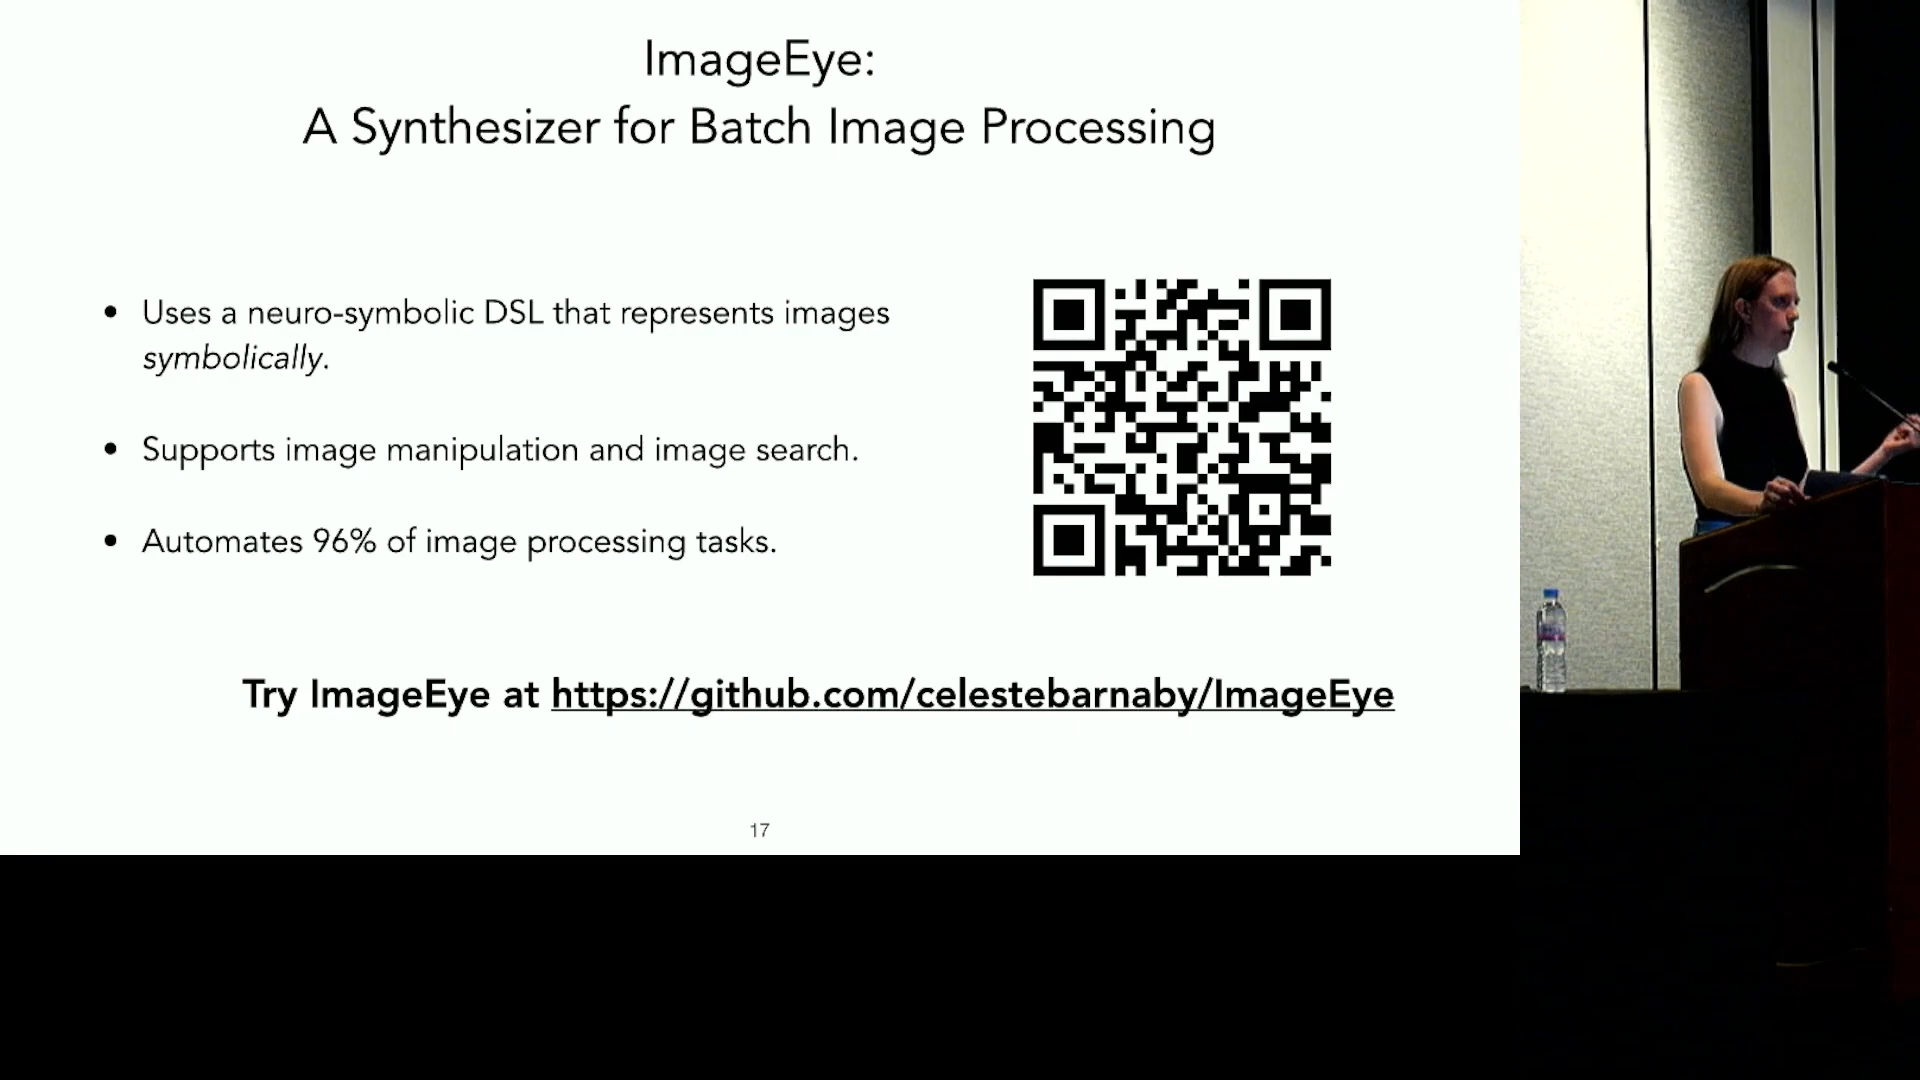 ImageEye:
A Synthesizer for Batch Image Processing
• Uses a neuro-symbolic DSL that represents images
symbolically.
• Supports image manipulation and image search.
• Automates 96% of image processing tasks.
Try ImageEye at https://github.com/celestebarnaby/ImageEye
17